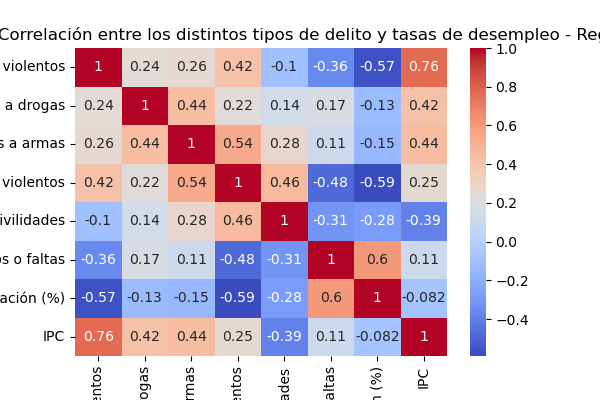 Correlación entre los distintos tipos de delito y tasas de desempleo - Reg
violentos 1 0.24 0.26 0.42 -0.1 -0.36 -0.57 0.76
a drogas 0.24 1 0.44 0.22 0.14 0.17 -0.13 0.42
s a armas 0.26 0.44 1 0.54 0.28 0.11 -0.15 0.44
violentos 0.42 0.22 0.54 1 0.46 -0.48 -0.59 0.25
ivilidades -0.1 0.14 0.28 0.46 1 -0.31 -0.28 -0.39
os o faltas -0.36 0.17 0.11 -0.48 -0.31 1 0.6 0.11
ación (%) -0.57 -0.13 -0.15 -0.59 -0.28 0.6 1 -0.082
IPC 0.76 0.42 0.44 0.25 -0.39 0.11 -0.082 1
entos rogas rmas entos ades altas n (%) IPC
1.0
0.8
0.6
0.4
0.2
0.0
−0.2
−0.4